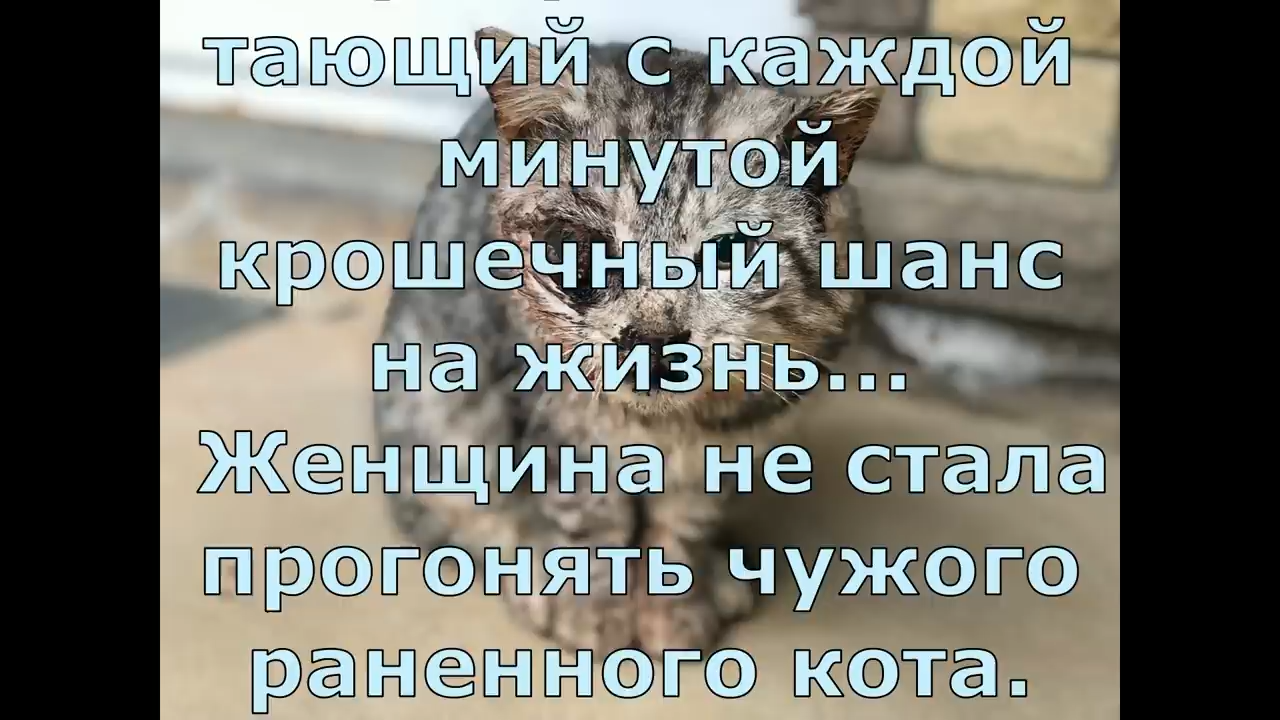 тающий с каждой
минутой
крошечный шанс
на жизнь...
Женщина не стала
прогонять чужого
раненного кота.